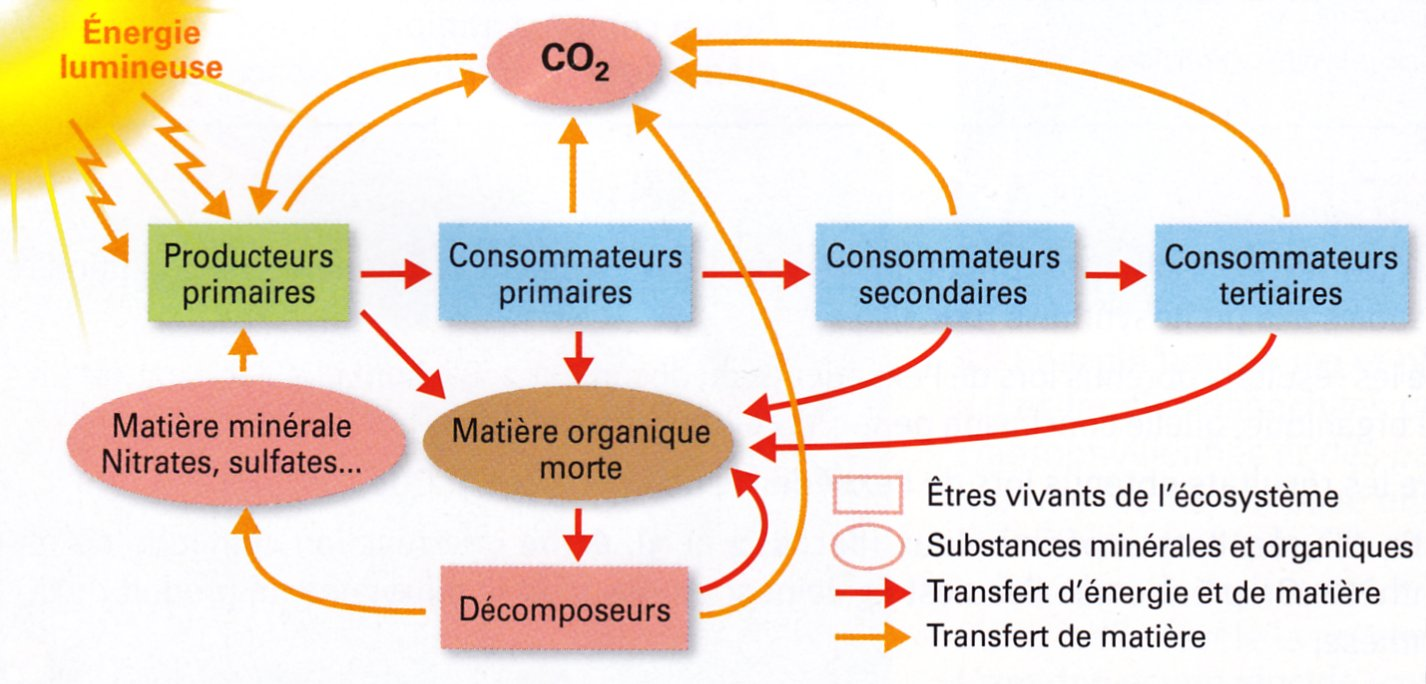 Énergie
lumineuse
CO₂
Producteurs
primaires
Consommateurs
primaires
Consommateurs
secondaires
Consommateurs
tertiaires
Matière minérale
Nitrates, sulfates...
Matière organique
morte
Décomposeurs
Êtres vivants de l'écosystème
Substances minérales et organiques
Transfert d'énergie et de matière
Transfert de matière